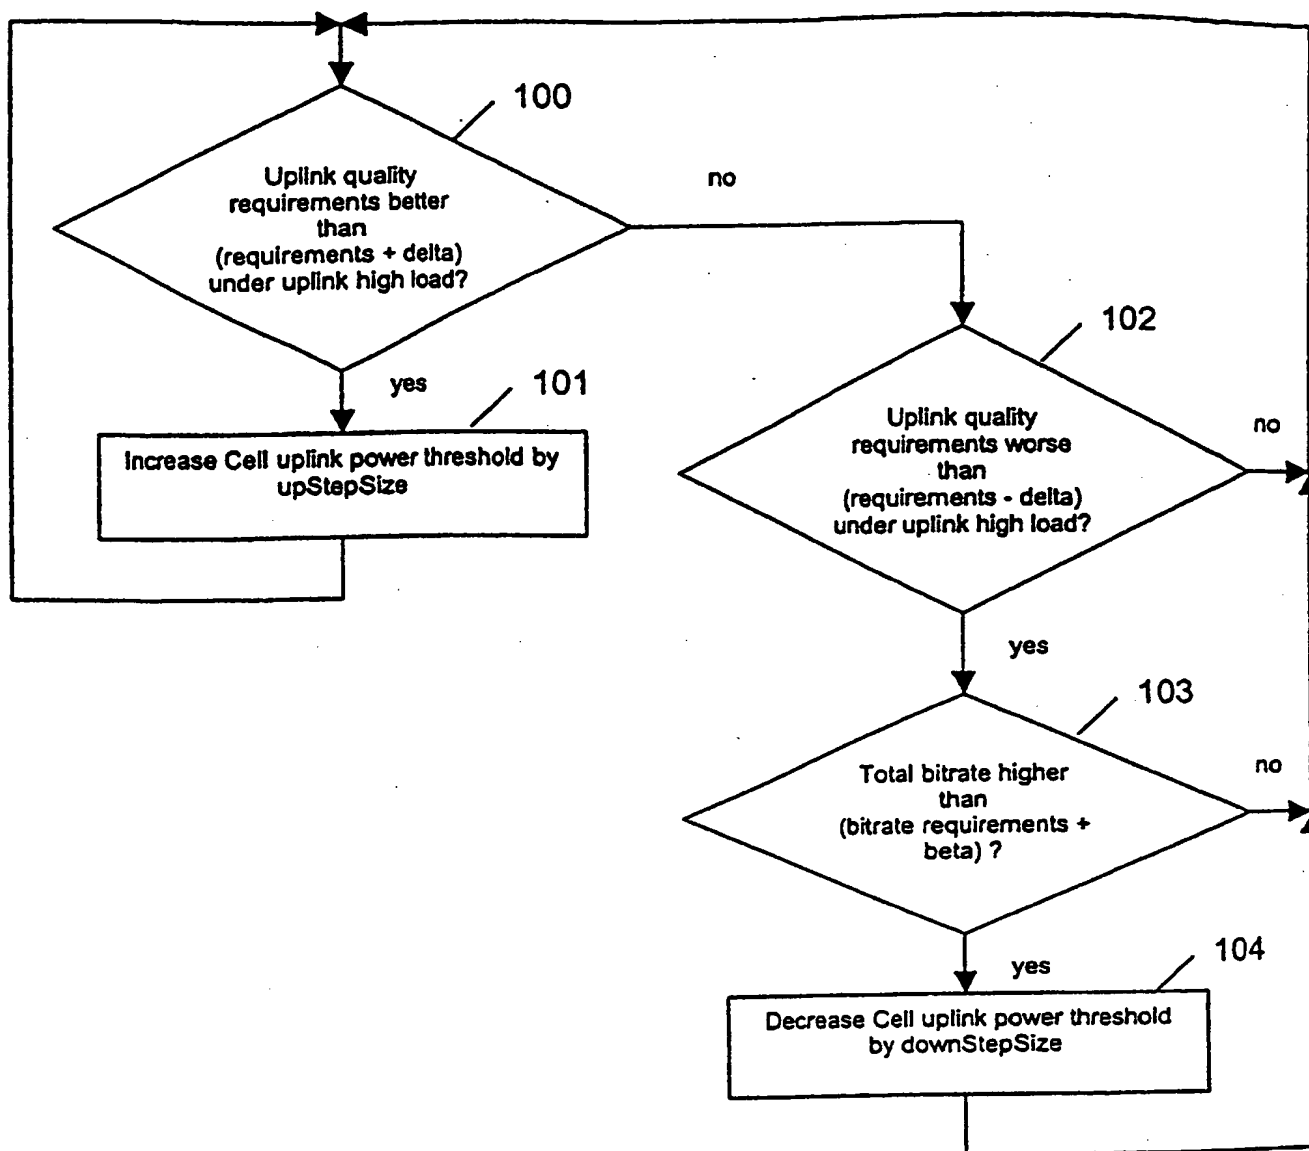 100
Uplink quality
requirements better
than
(requirements + delta)
under uplink high load?
no
yes
101
Increase Cell uplink power threshold by
upStepSize
102
Uplink quality
requirements worse
than
(requirements - delta)
under uplink high load?
no
yes
103
Total bitrate higher
than
(bitrate requirements +
beta) ?
no
yes
104
Decrease Cell uplink power threshold
by downStepSize